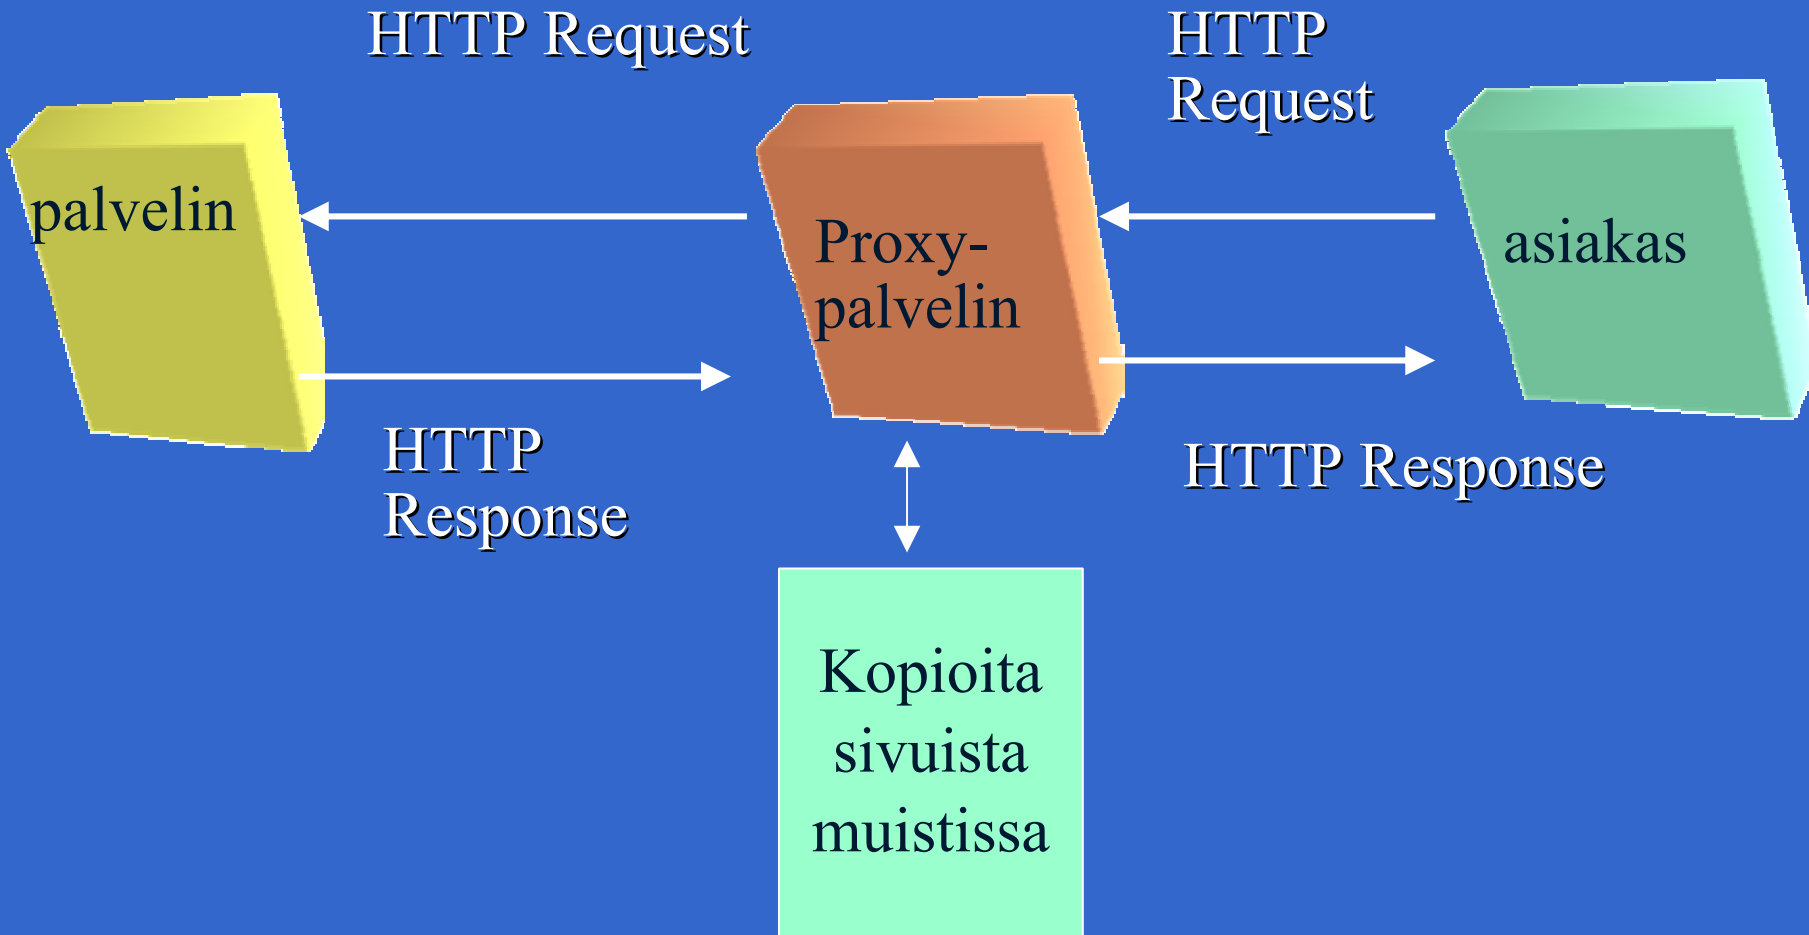 HTTP Request
HTTP
Request
palvelin
Proxy-
palvelin
asiakas
HTTP
Response
HTTP Response
Kopioita
sivuista
muistissa